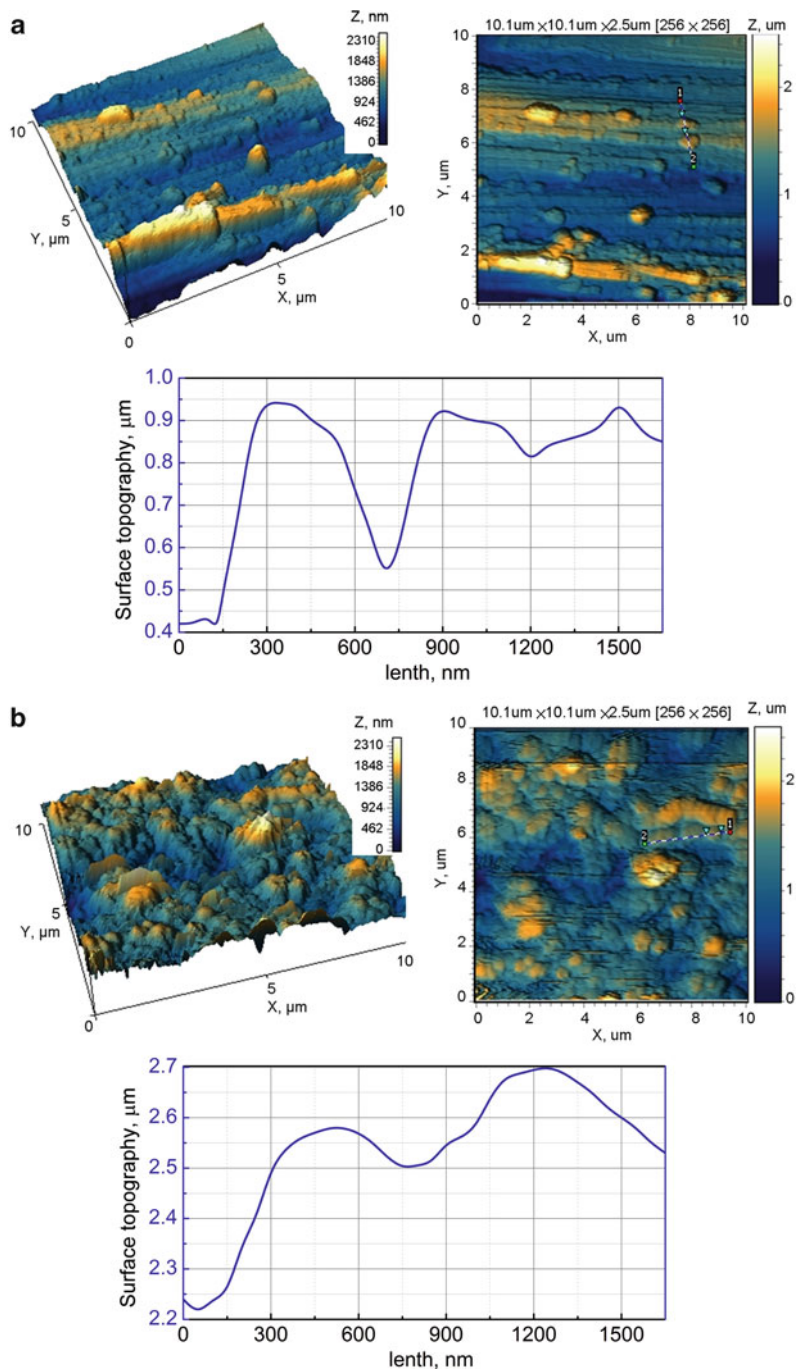 a
Z, nm
2310
1848
1386
924
462
0
10
5
Y, µm
0
5
X, µm
10
10.1um×10.1um×2.5um [256×256]
Z, um
10
8
6
4
2
0
Y, um
0 2 4 6 8 10
X, um
2
1
0
1
2
1.0
0.9
0.8
0.7
0.6
0.5
0.4
Surface topography, µm
0 300 600 900 1200 1500
lenth, nm
b
Z, nm
2310
1848
1386
924
462
0
10
5
Y, µm
0
5
X, µm
10
10.1um×10.1um×2.5um [256×256]
Z, um
10
8
6
4
2
0
Y, um
0 2 4 6 8 10
X, um
2
1
0
2
1
2.7
2.6
2.5
2.4
2.3
2.2
Surface topography, µm
0 300 600 900 1200 1500
lenth, nm